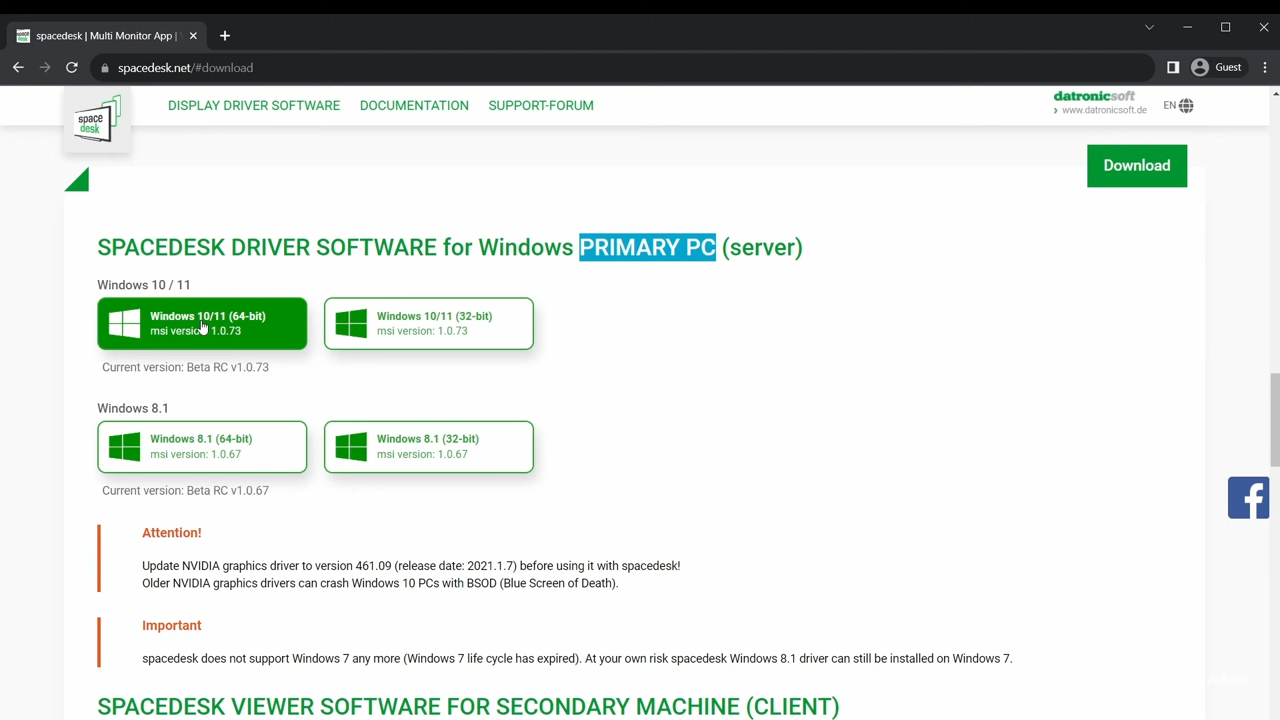 spacedesk | Multi Monitor App |
spacedesk.net/#download
Guest
space
desk
DISPLAY DRIVER SOFTWARE
DOCUMENTATION
SUPPORT-FORUM
datronicsoft
www.datronicsoft.de
EN
Download
SPACEDESK DRIVER SOFTWARE for Windows PRIMARY PC (server)
Windows 10 / 11
Windows 10/11 (64-bit)
msi version: 1.0.73
Windows 10/11 (32-bit)
msi version: 1.0.73
Current version: Beta RC v1.0.73
Windows 8.1
Windows 8.1 (64-bit)
msi version: 1.0.67
Windows 8.1 (32-bit)
msi version: 1.0.67
Current version: Beta RC v1.0.67
Attention!
Update NVIDIA graphics driver to version 461.09 (release date: 2021.1.7) before using it with spacedesk!
Older NVIDIA graphics drivers can crash Windows 10 PCs with BSOD (Blue Screen of Death).
Important
spacedesk does not support Windows 7 any more (Windows 7 life cycle has expired). At your own risk spacedesk Windows 8.1 driver can still be installed on Windows 7.
SPACEDESK VIEWER SOFTWARE FOR SECONDARY MACHINE (CLIENT)